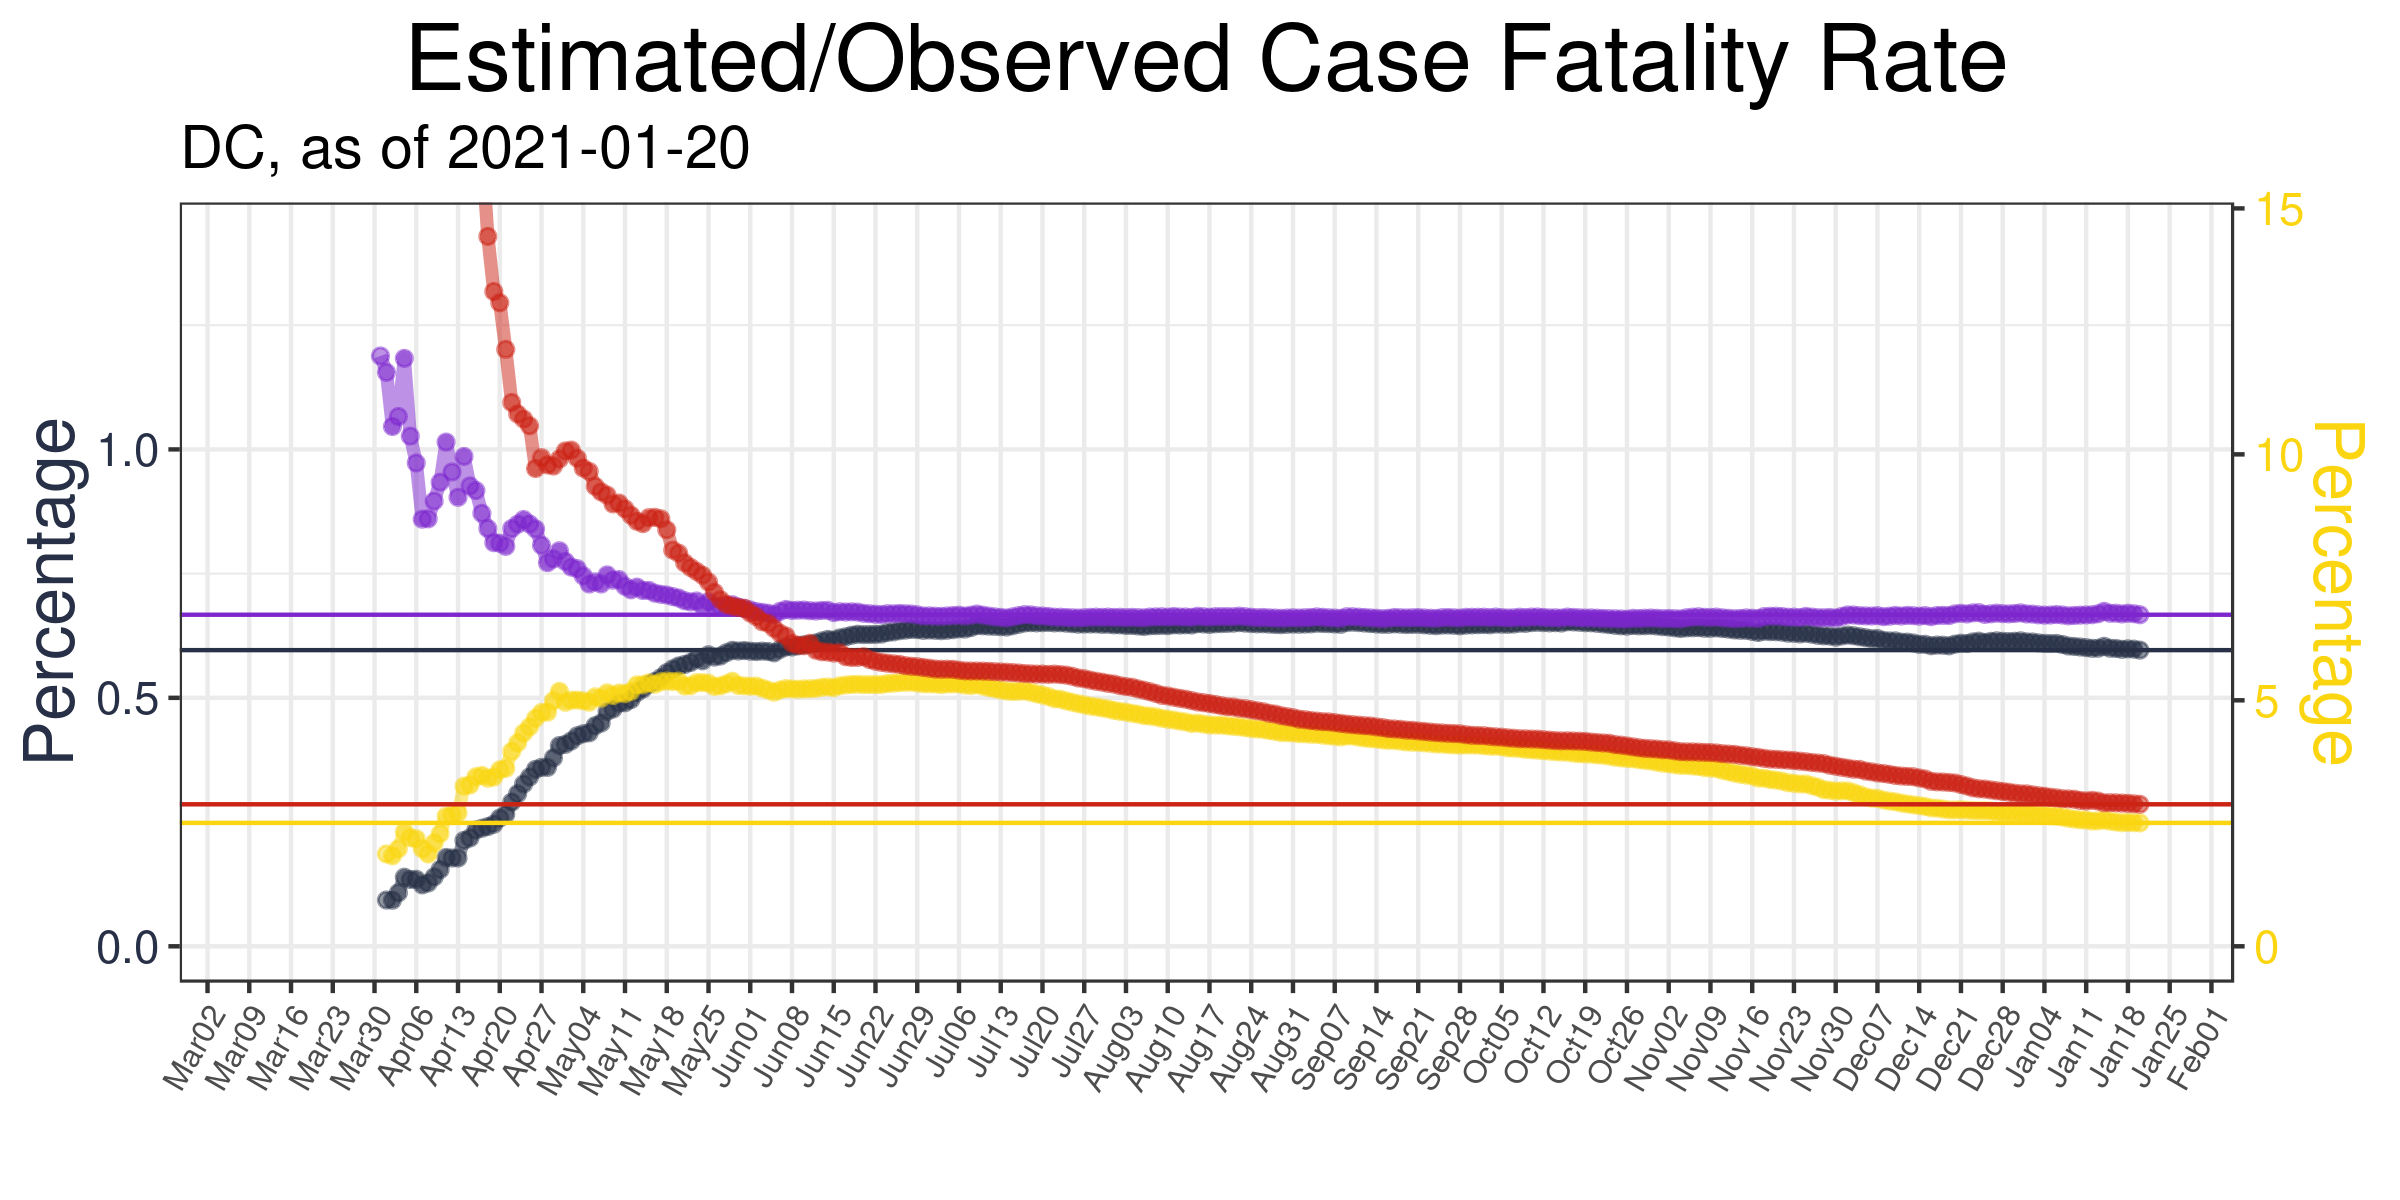 Estimated/Observed Case Fatality Rate
DC, as of 2021-01-20
Percentage
1.0
0.5
0.0
15
10
5
0
Percentage
Mar02
Mar09
Mar16
Mar23
Mar30
Apr06
Apr13
Apr20
Apr27
May04
May11
May18
May25
Jun01
Jun08
Jun15
Jun22
Jun29
Jul06
Jul13
Jul20
Jul27
Aug03
Aug10
Aug17
Aug24
Aug31
Sep07
Sep14
Sep21
Sep28
Oct05
Oct12
Oct19
Oct26
Nov02
Nov09
Nov16
Nov23
Nov30
Dec07
Dec14
Dec21
Dec28
Jan04
Jan11
Jan18
Jan25
Feb01